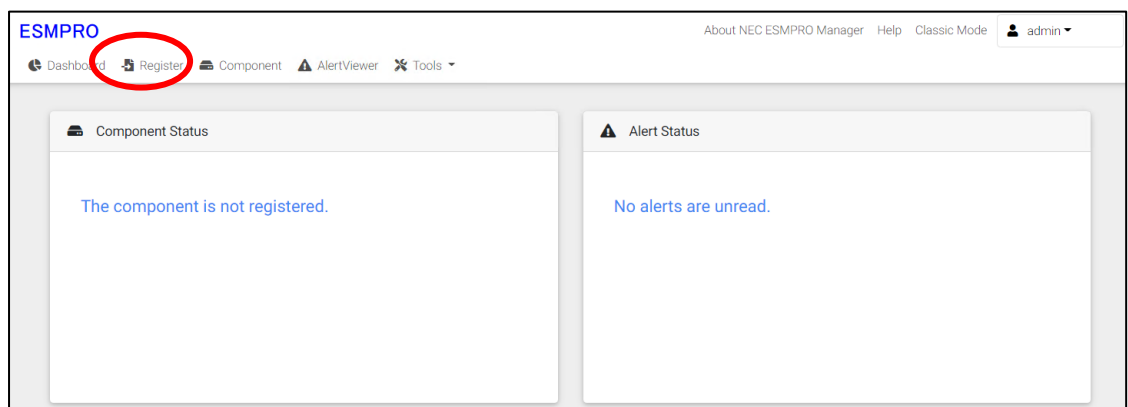 ESMPRO
About NEC ESMPRO Manager Help Classic Mode admin
Dashboard Register Component AlertViewer Tools
Component Status
Alert Status
The component is not registered.
No alerts are unread.